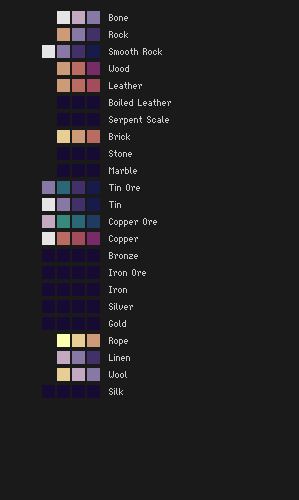 Bone
Rock
Smooth Rock
Wood
Leather
Boiled Leather
Serpent Scale
Brick
Stone
Marble
Tin Ore
Tin
Copper Ore
Copper
Bronze
Iron Ore
Iron
Silver
Gold
Rope
Linen
Wool
Silk